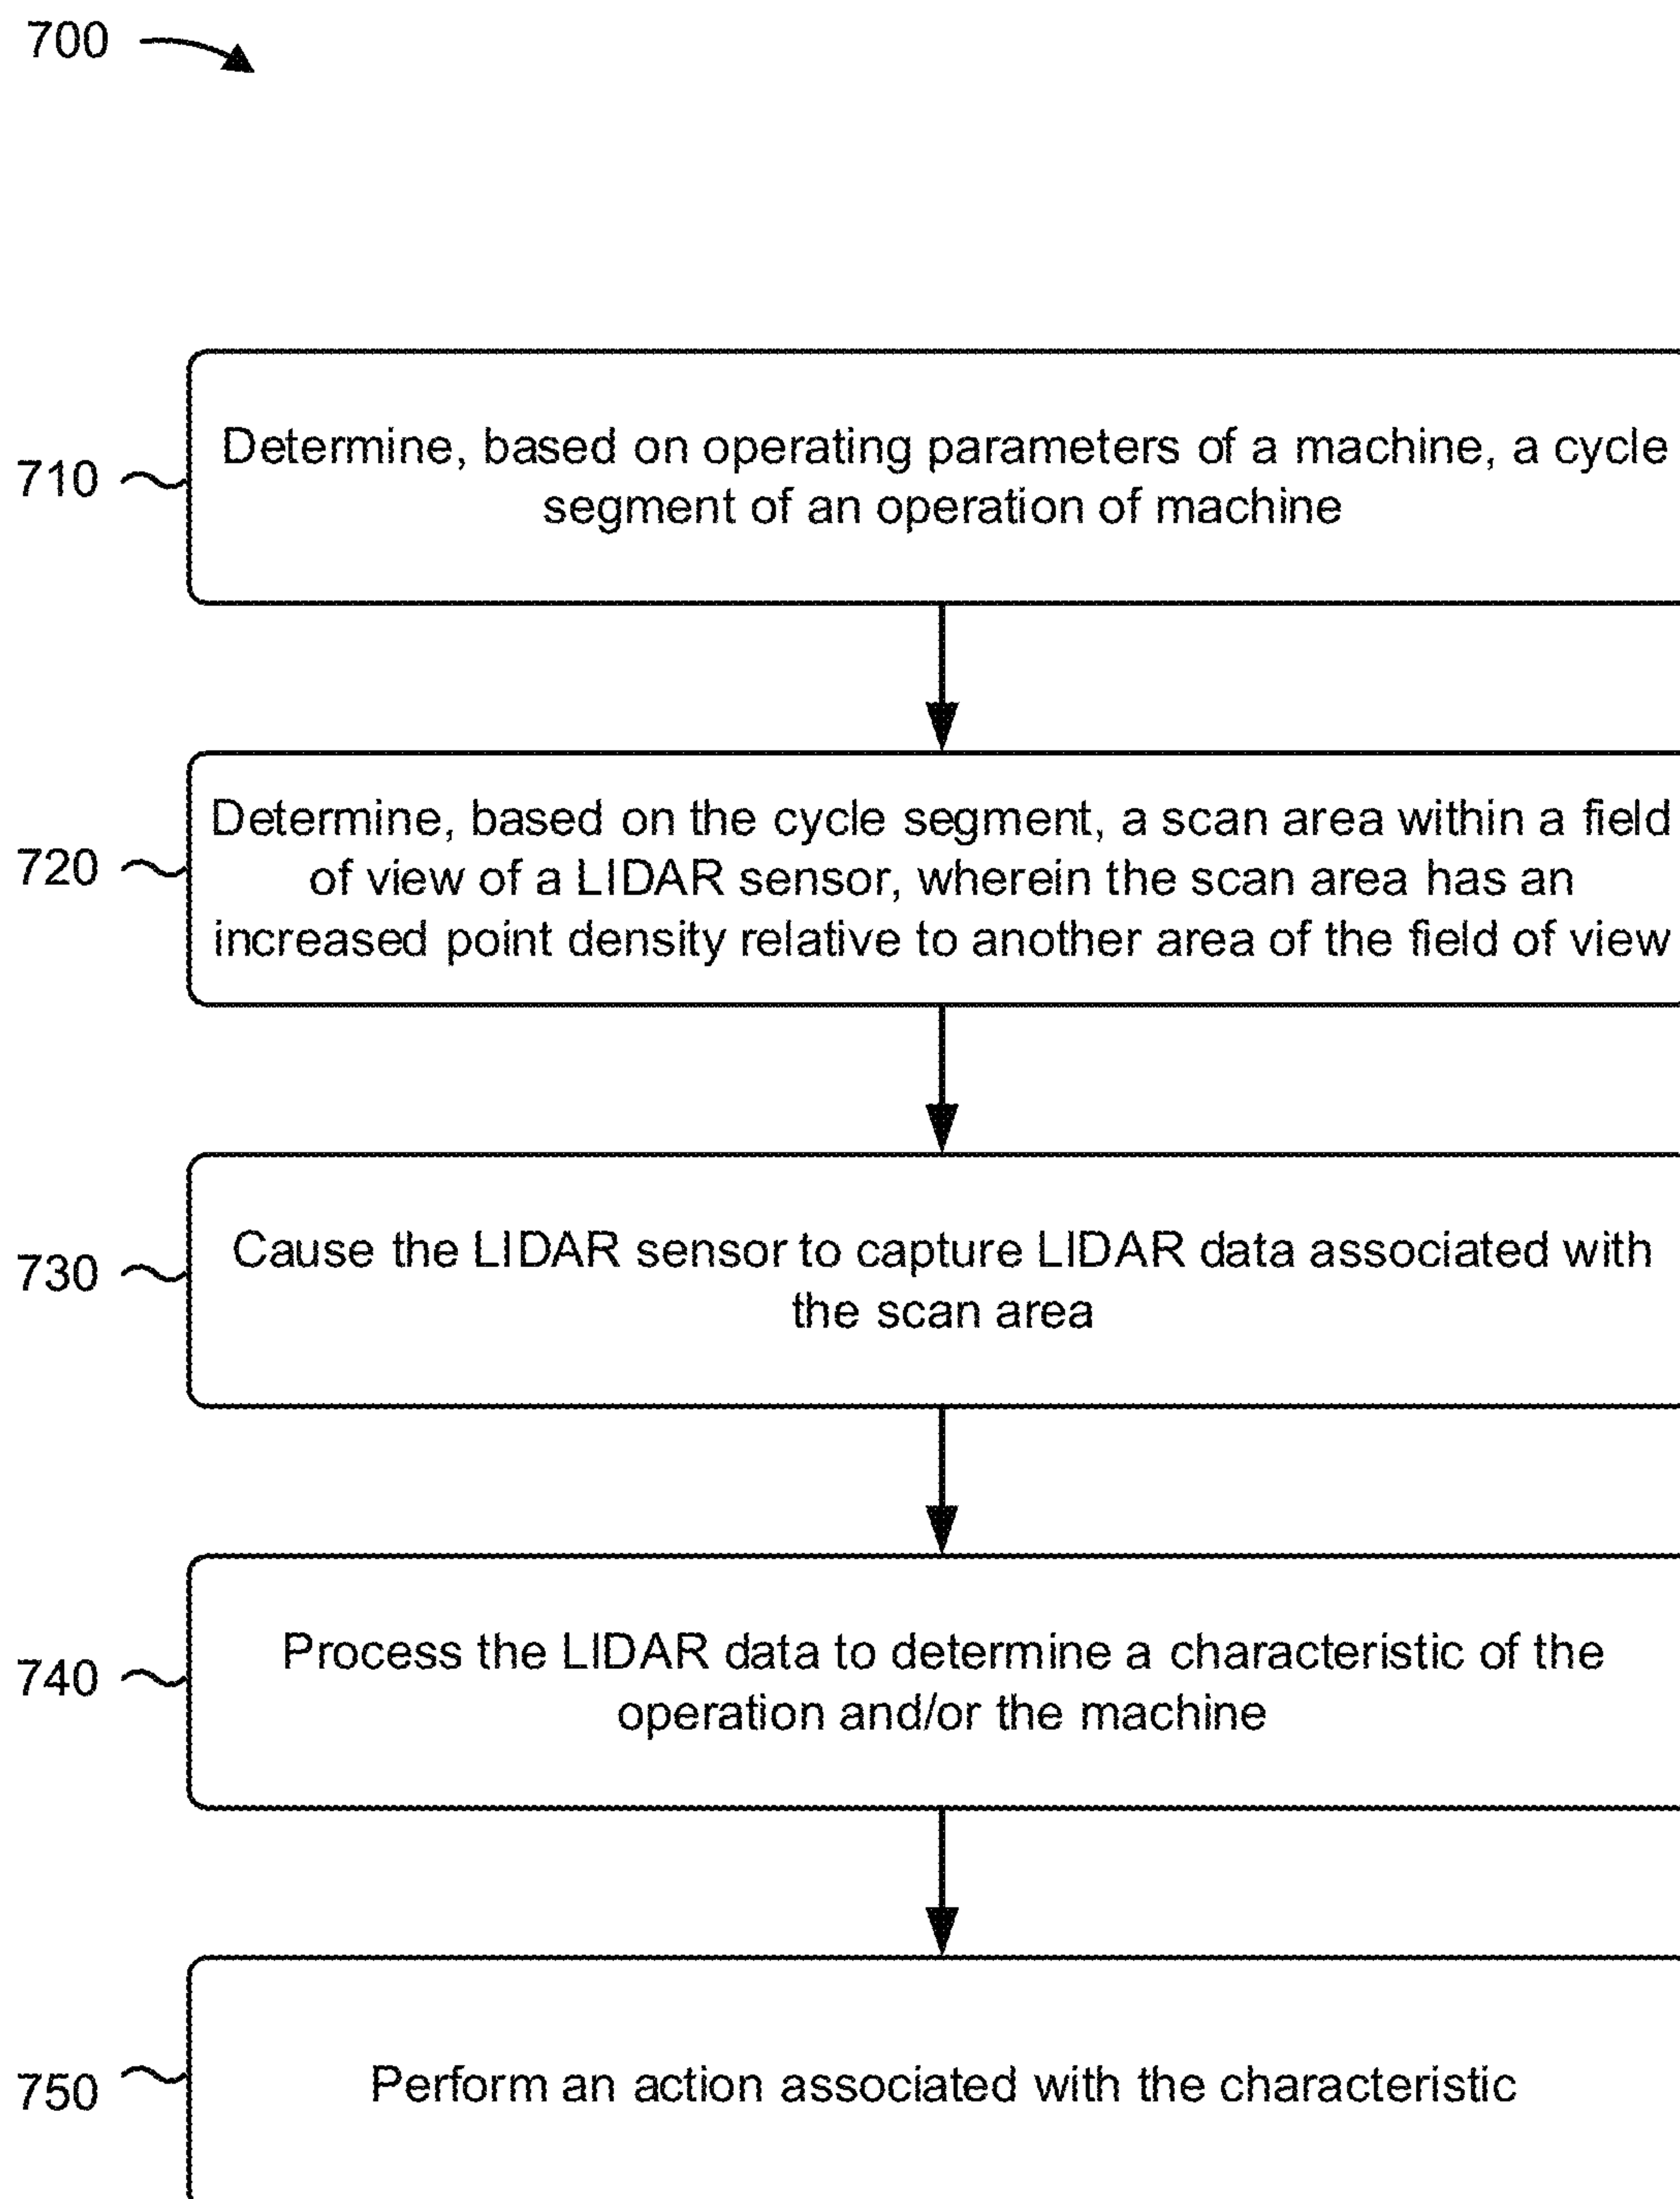 700
710
Determine, based on operating parameters of a machine, a cycle
segment of an operation of machine
720
Determine, based on the cycle segment, a scan area within a field
of view of a LIDAR sensor, wherein the scan area has an
increased point density relative to another area of the field of view
730
Cause the LIDAR sensor to capture LIDAR data associated with
the scan area
740
Process the LIDAR data to determine a characteristic of the
operation and/or the machine
750
Perform an action associated with the characteristic